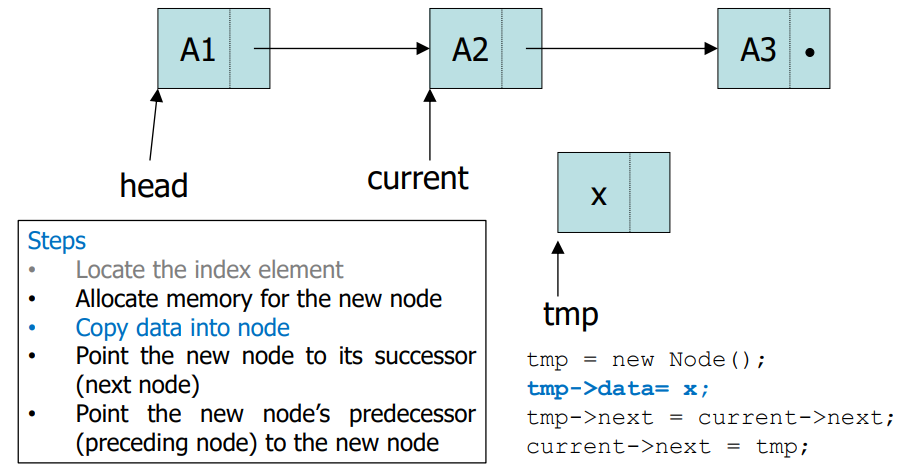 A1
A2
A3
head
current
x
tmp
Steps
• Locate the index element
• Allocate memory for the new node
• Copy data into node
• Point the new node to its successor
(next node)
• Point the new node’s predecessor
(preceding node) to the new node
tmp = new Node();
tmp->data= x;
tmp->next = current->next;
current->next = tmp;